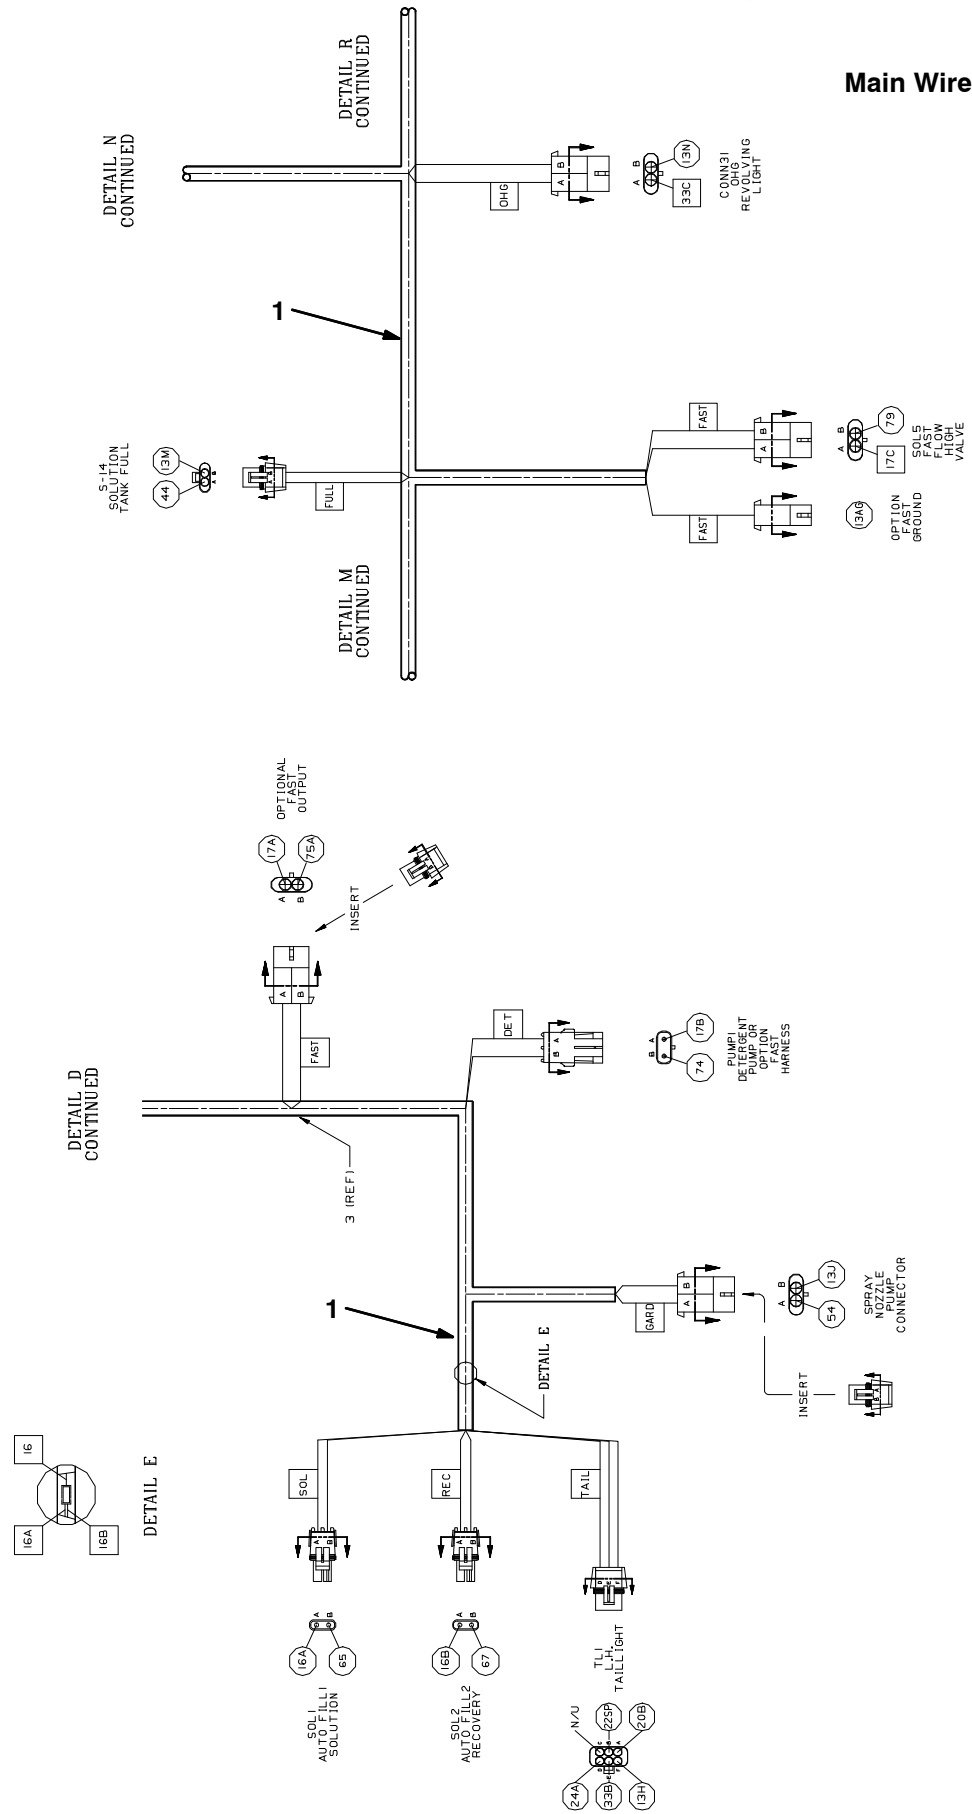 Main Wire
DETAIL R
CONTINUED
DETAIL N
CONTINUED
OHG
A
B
A
B
33C
13N
CONN31
OHG
REVOLVING
LIGHT
1
S-14
SOLUTION
TANK FULL
44
13M
A
B
FULL
DETAIL M
CONTINUED
FAST
FAST
A
B
A
B
17C
79
SOL5
FAST
FLOW
HIGH
VALVE
13AG
OPTION
FAST
GROUND
OPTIONAL
FAST
OUTPUT
17A
75A
A
B
INSERT
A
B
FAST
DETAIL D
CONTINUED
3 (REF)
DET
B
A
B
A
74
17B
PUMP1
DETERGENT
PUMP OR
OPTION
FAST
HARNESS
1
DETAIL E
GARD
A
B
A
B
54
13J
SPRAY
NOZZLE
PUMP
CONNECTOR
INSERT
B
A
16
16A
16B
DETAIL E
SOL
A
B
A
B
16A
65
SOL1
AUTO FILL1
SOLUTION
REC
A
B
A
B
16B
67
SOL2
AUTO FILL2
RECOVERY
TAIL
D
E
F
TL1
L.H.
TAILLIGHT
N/U
22SP
20B
C
B
A
D
E
F
24A
33B
13H